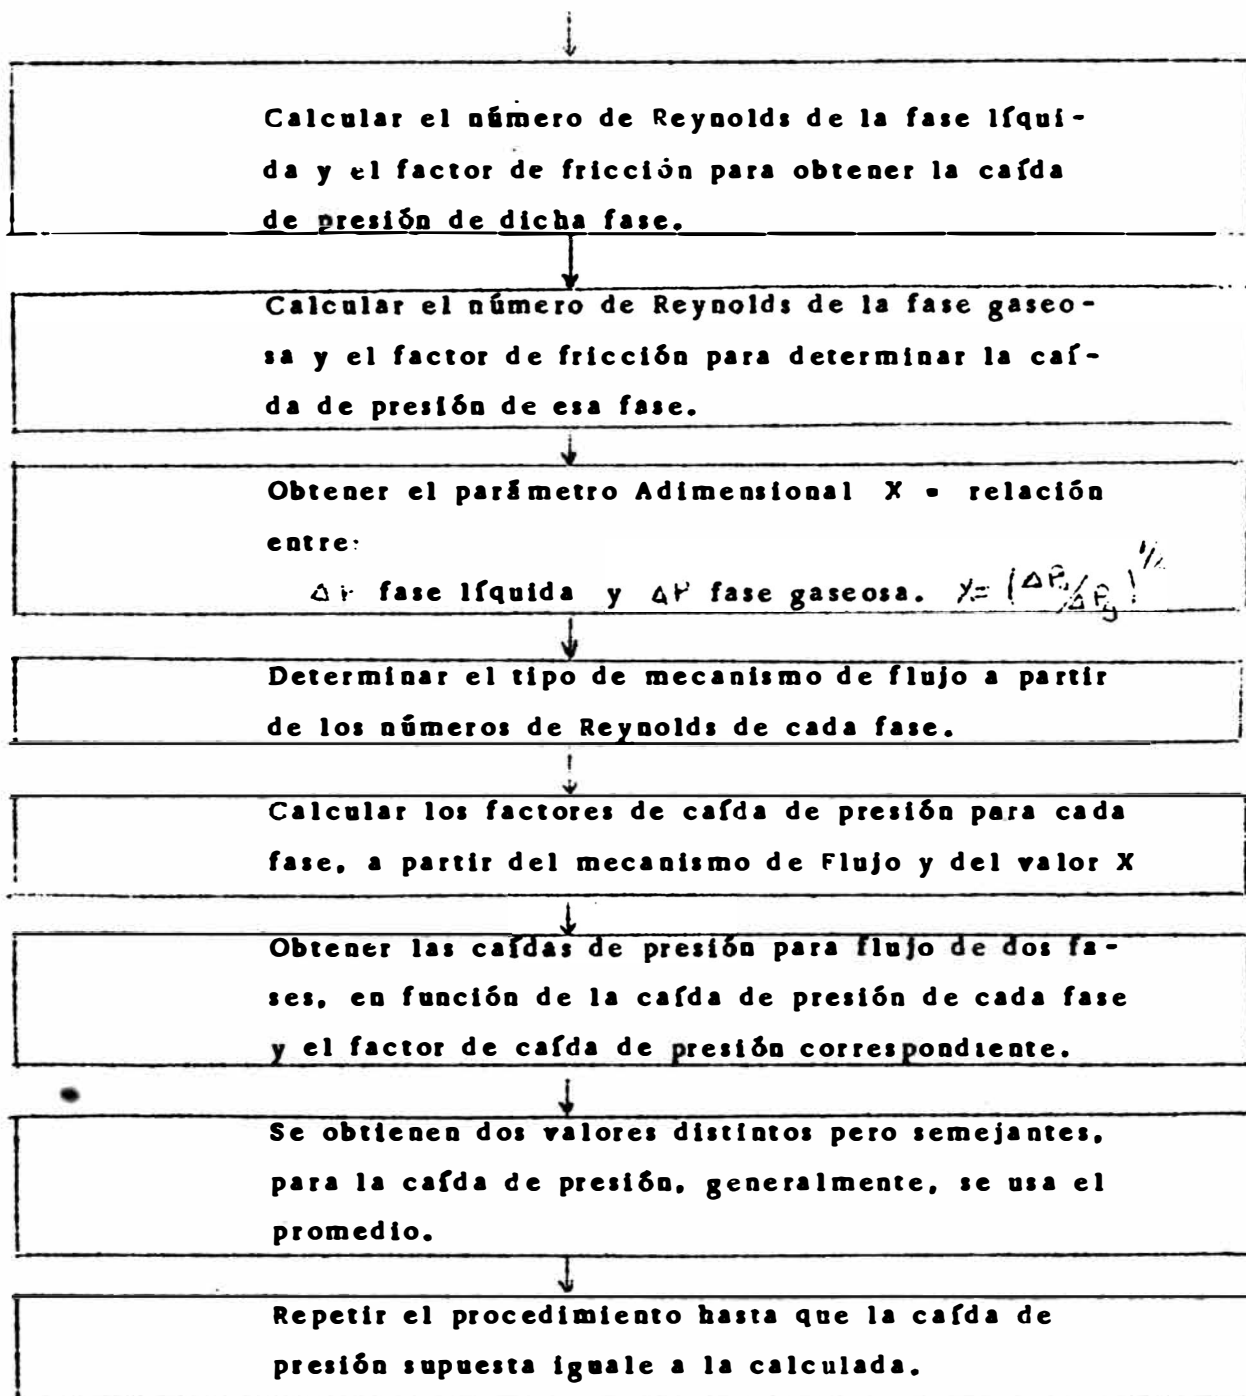 Calcular el número de Reynolds de la fase líqui-
da y el factor de fricción para obtener la caída
de presión de dicha fase.
Calcular el número de Reynolds de la fase gaseo-
sa y el factor de fricción para determinar la caí-
da de presión de esa fase.
Obtener el parámetro Adimensional X = relación
entre:
ΔP fase líquida y ΔP fase gaseosa.
Determinar el tipo de mecanismo de flujo a partir
de los números de Reynolds de cada fase.
Calcular los factores de caída de presión para cada
fase, a partir del mecanismo de Flujo y del valor X
Obtener las caídas de presión para flujo de dos fa-
ses, en función de la caída de presión de cada fase
y el factor de caída de presión correspondiente.
Se obtienen dos valores distintos pero semejantes,
para la caída de presión, generalmente, se usa el
promedio.
Repetir el procedimiento hasta que la caída de
presión supuesta iguale a la calculada.